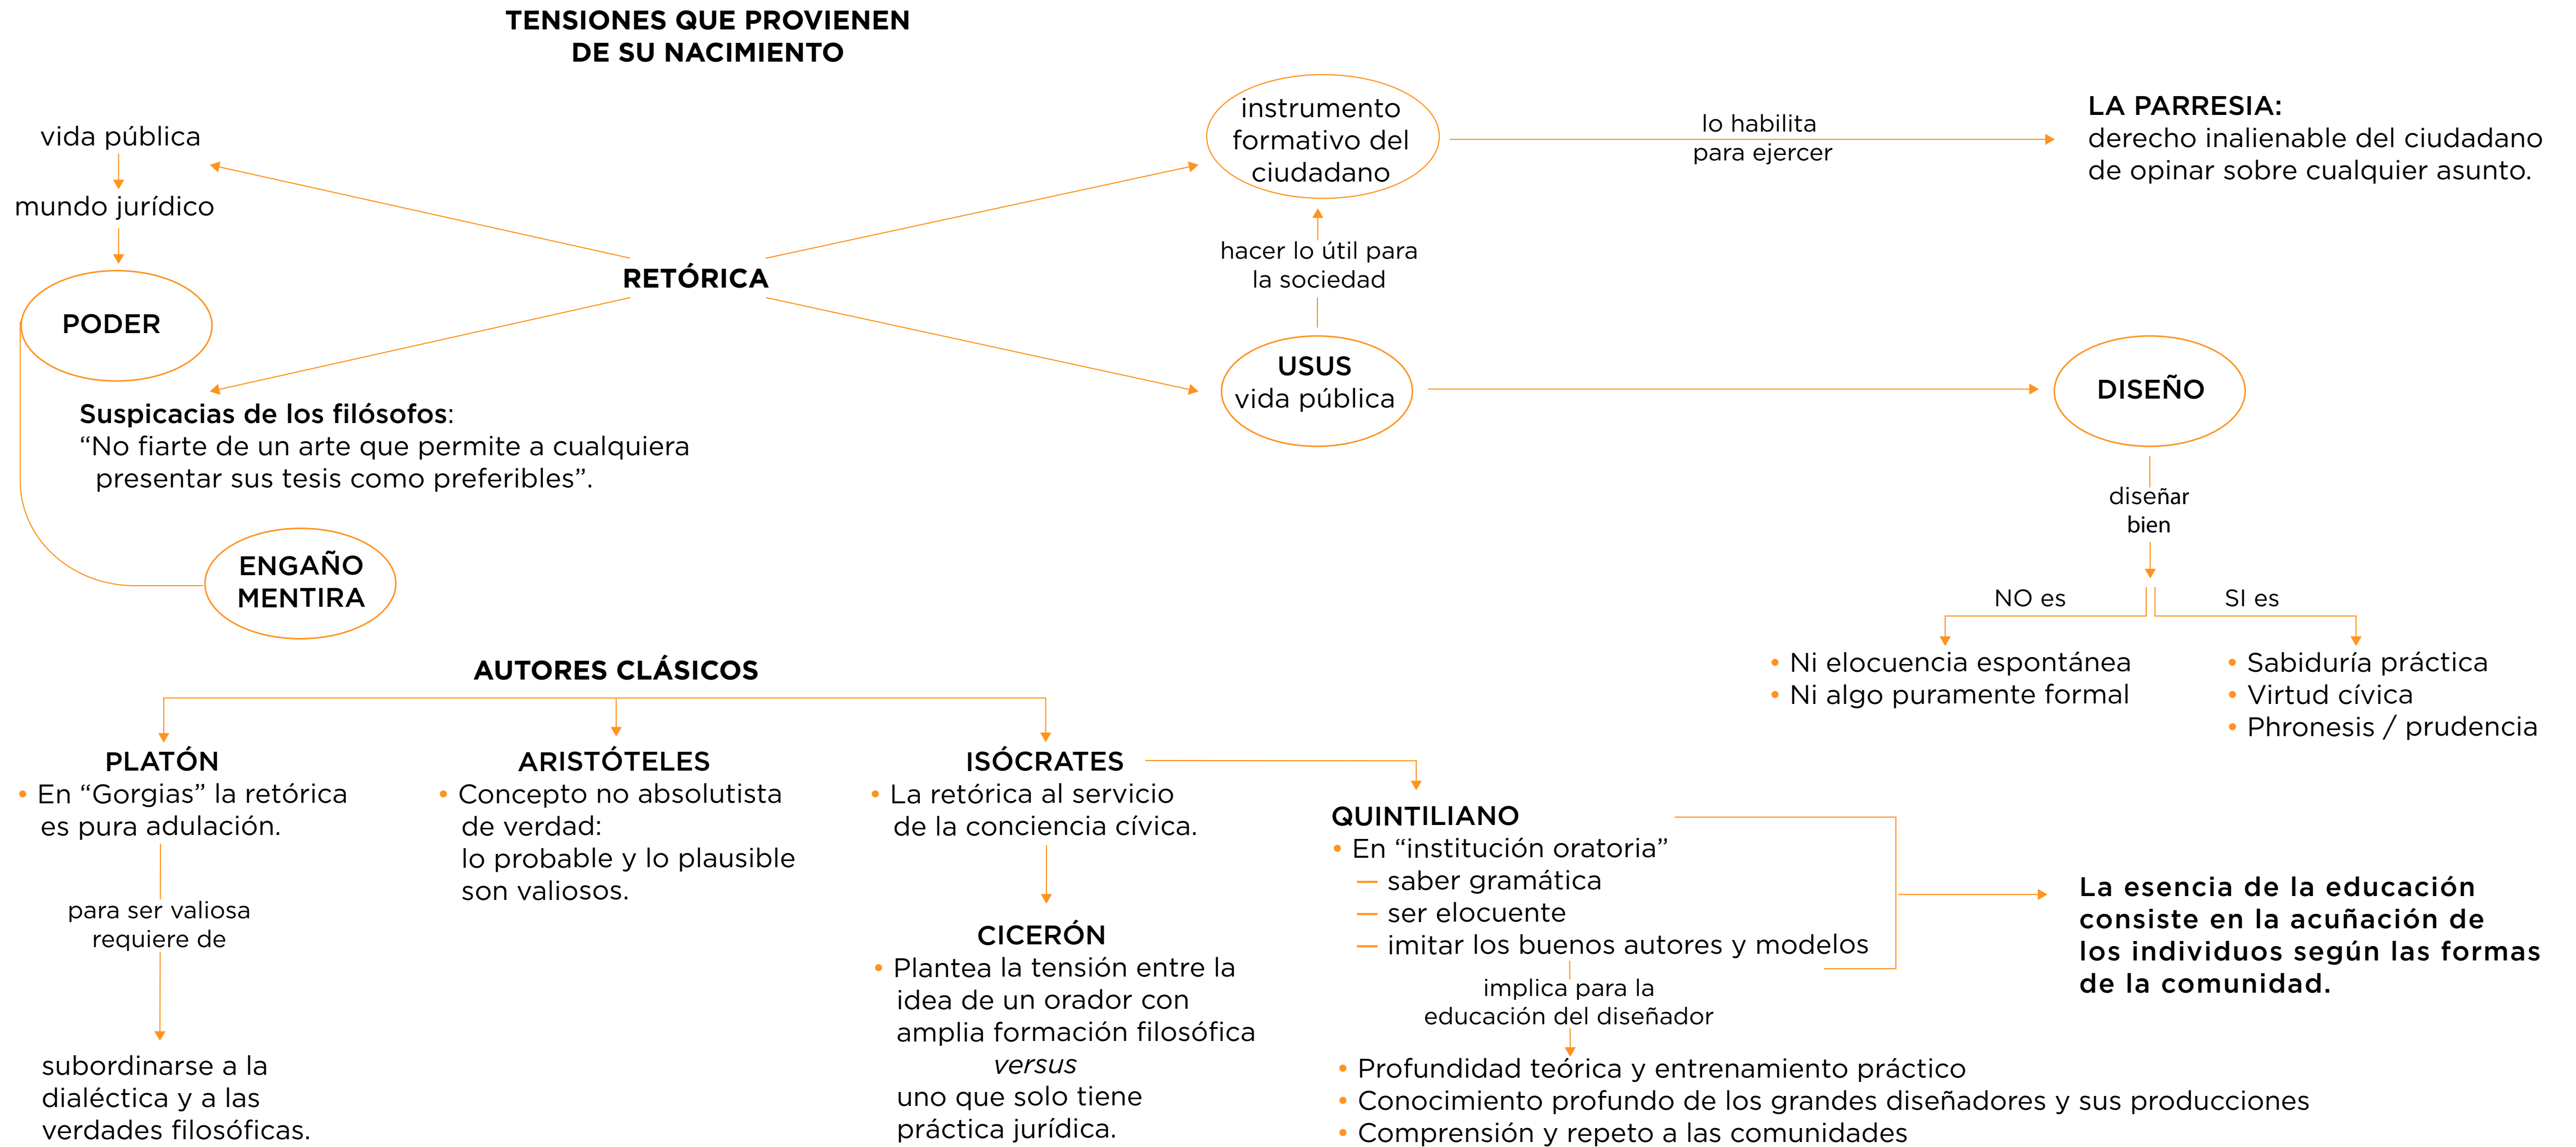 TENSIONES QUE PROVIENEN
DE SU NACIMIENTO
vida pública
mundo jurídico
PODER
RETÓRICA
Suspicacias de los filósofos:
“No fiarte de un arte que permite a cualquiera
presentar sus tesis como preferibles”.
ENGAÑO
MENTIRA
instrumento
formativo del
ciudadano
lo habilita
para ejercer
LA PARRESIA:
derecho inalienable del ciudadano
de opinar sobre cualquier asunto.
hacer lo útil para
la sociedad
USUS
vida pública
DISEÑO
diseñar
bien
NO es
• Ni elocuencia espontánea
• Ni algo puramente formal
SI es
• Sabiduría práctica
• Virtud cívica
• Phronesis / prudencia
AUTORES CLÁSICOS
PLATÓN
• En “Gorgias” la retórica
es pura adulación.
para ser valiosa
requiere de
subordinarse a la
dialéctica y a las
verdades filosóficas.
ARISTÓTELES
• Concepto no absolutista
de verdad:
lo probable y lo plausible
son valiosos.
ISÓCRATES
• La retórica al servicio
de la conciencia cívica.
CICERÓN
• Plantea la tensión entre la
idea de un orador con
amplia formación filosófica
versus
uno que solo tiene
práctica jurídica.
QUINTILIANO
• En “institución oratoria”
— saber gramática
— ser elocuente
— imitar los buenos autores y modelos
implica para la
educación del diseñador
• Profundidad teórica y entrenamiento práctico
• Conocimiento profundo de los grandes diseñadores y sus producciones
• Comprensión y repeto a las comunidades
La esencia de la educación
consiste en la acuñación de
los individuos según las formas
de la comunidad.